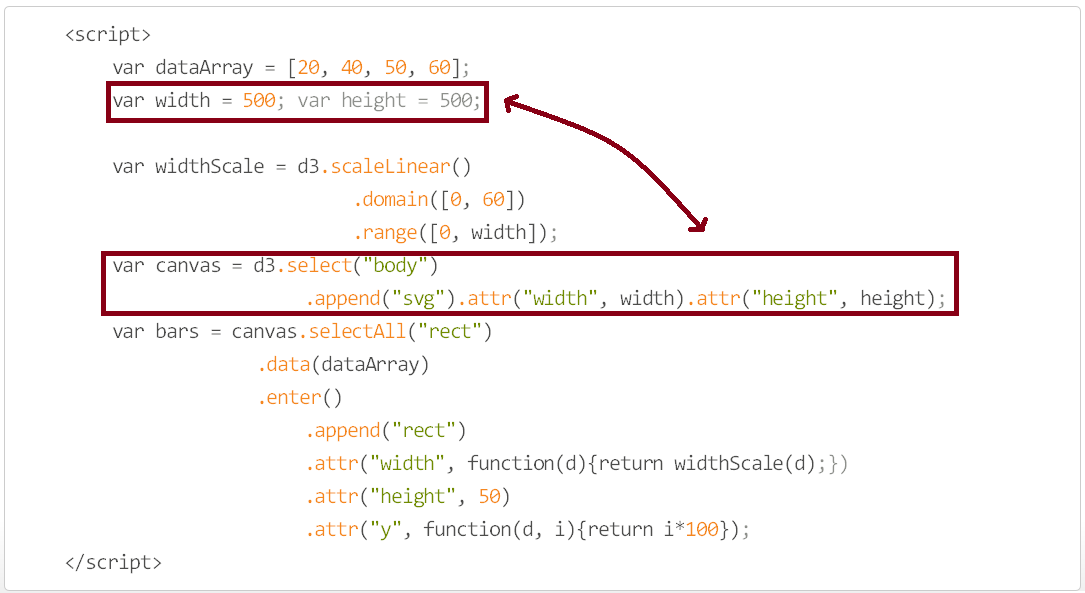 <script>
var dataArray = [20, 40, 50, 60];
var width = 500; var height = 500;
var widthScale = d3.scaleLinear()
.domain([0, 60])
.range([0, width]);
var canvas = d3.select("body")
.append("svg").attr("width", width).attr("height", height);
var bars = canvas.selectAll("rect")
.data(dataArray)
.enter()
.append("rect")
.attr("width", function(d){return widthScale(d);})
.attr("height", 50)
.attr("y", function(d, i){return i*100});
</script>